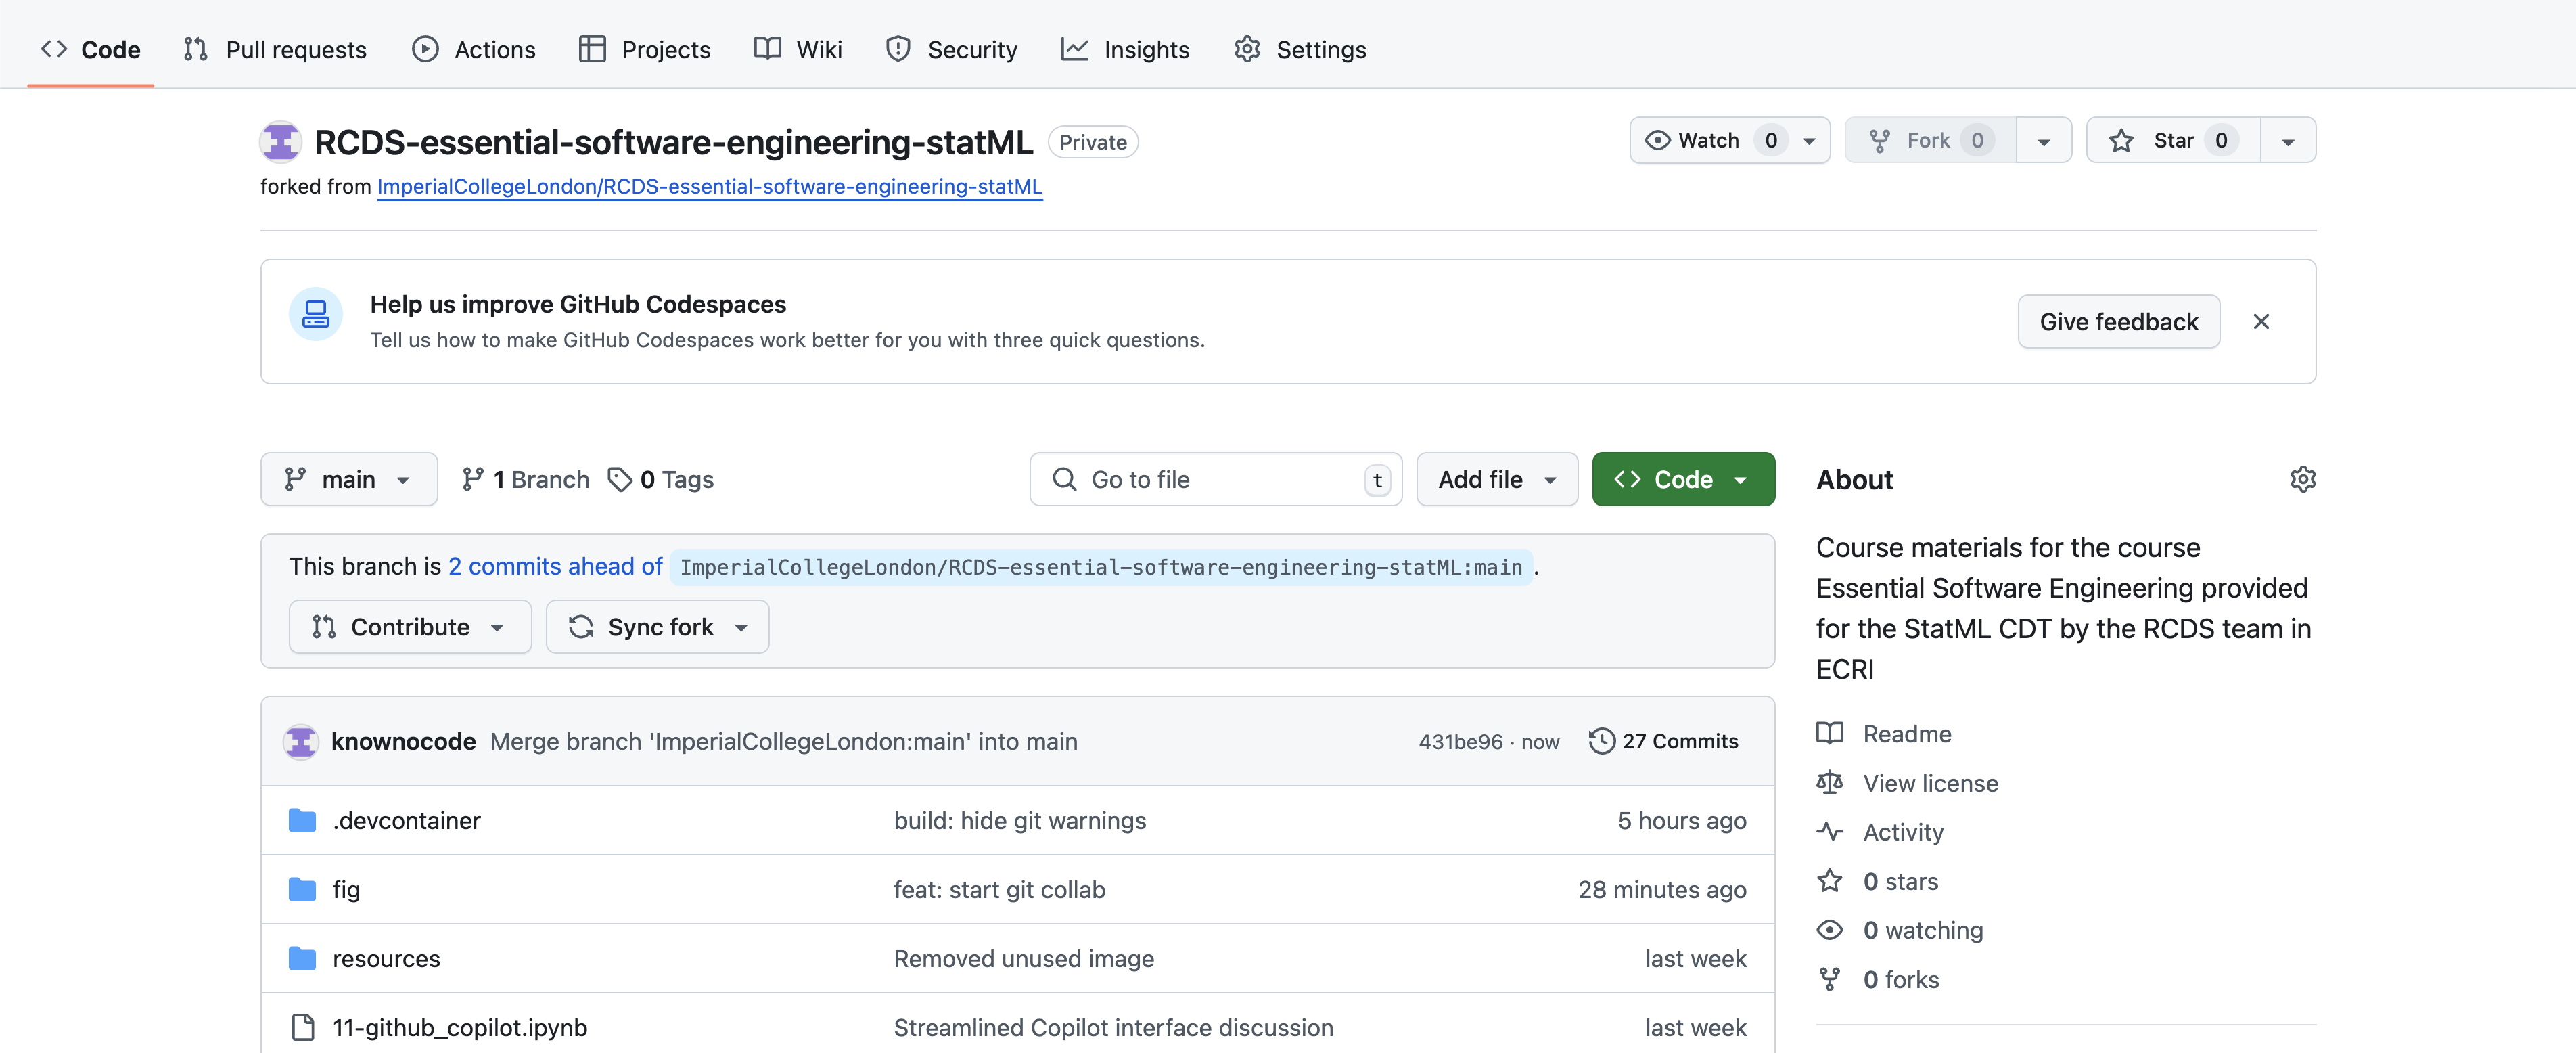 Code Pull requests Actions Projects Wiki Security Insights Settings
RCDS-essential-software-engineering-statML Private Watch 0 Fork 0 Star 0
forked from ImperialCollegeLondon/RCDS-essential-software-engineering-statML
Help us improve GitHub Codespaces
Tell us how to make GitHub Codespaces work better for you with three quick questions.
Give feedback
main 1 Branch 0 Tags Go to file t Add file Code
This branch is 2 commits ahead of ImperialCollegeLondon/RCDS-essential-software-engineering-statML:main .
Contribute Sync fork
knownocode Merge branch 'ImperialCollegeLondon:main' into main 431be96 · now 27 Commits
.devcontainer build: hide git warnings 5 hours ago
fig feat: start git collab 28 minutes ago
resources Removed unused image last week
11-github_copilot.ipynb Streamlined Copilot interface discussion last week
About
Course materials for the course
Essential Software Engineering provided
for the StatML CDT by the RCDS team in
ECRI
Readme
View license
Activity
0 stars
0 watching
0 forks